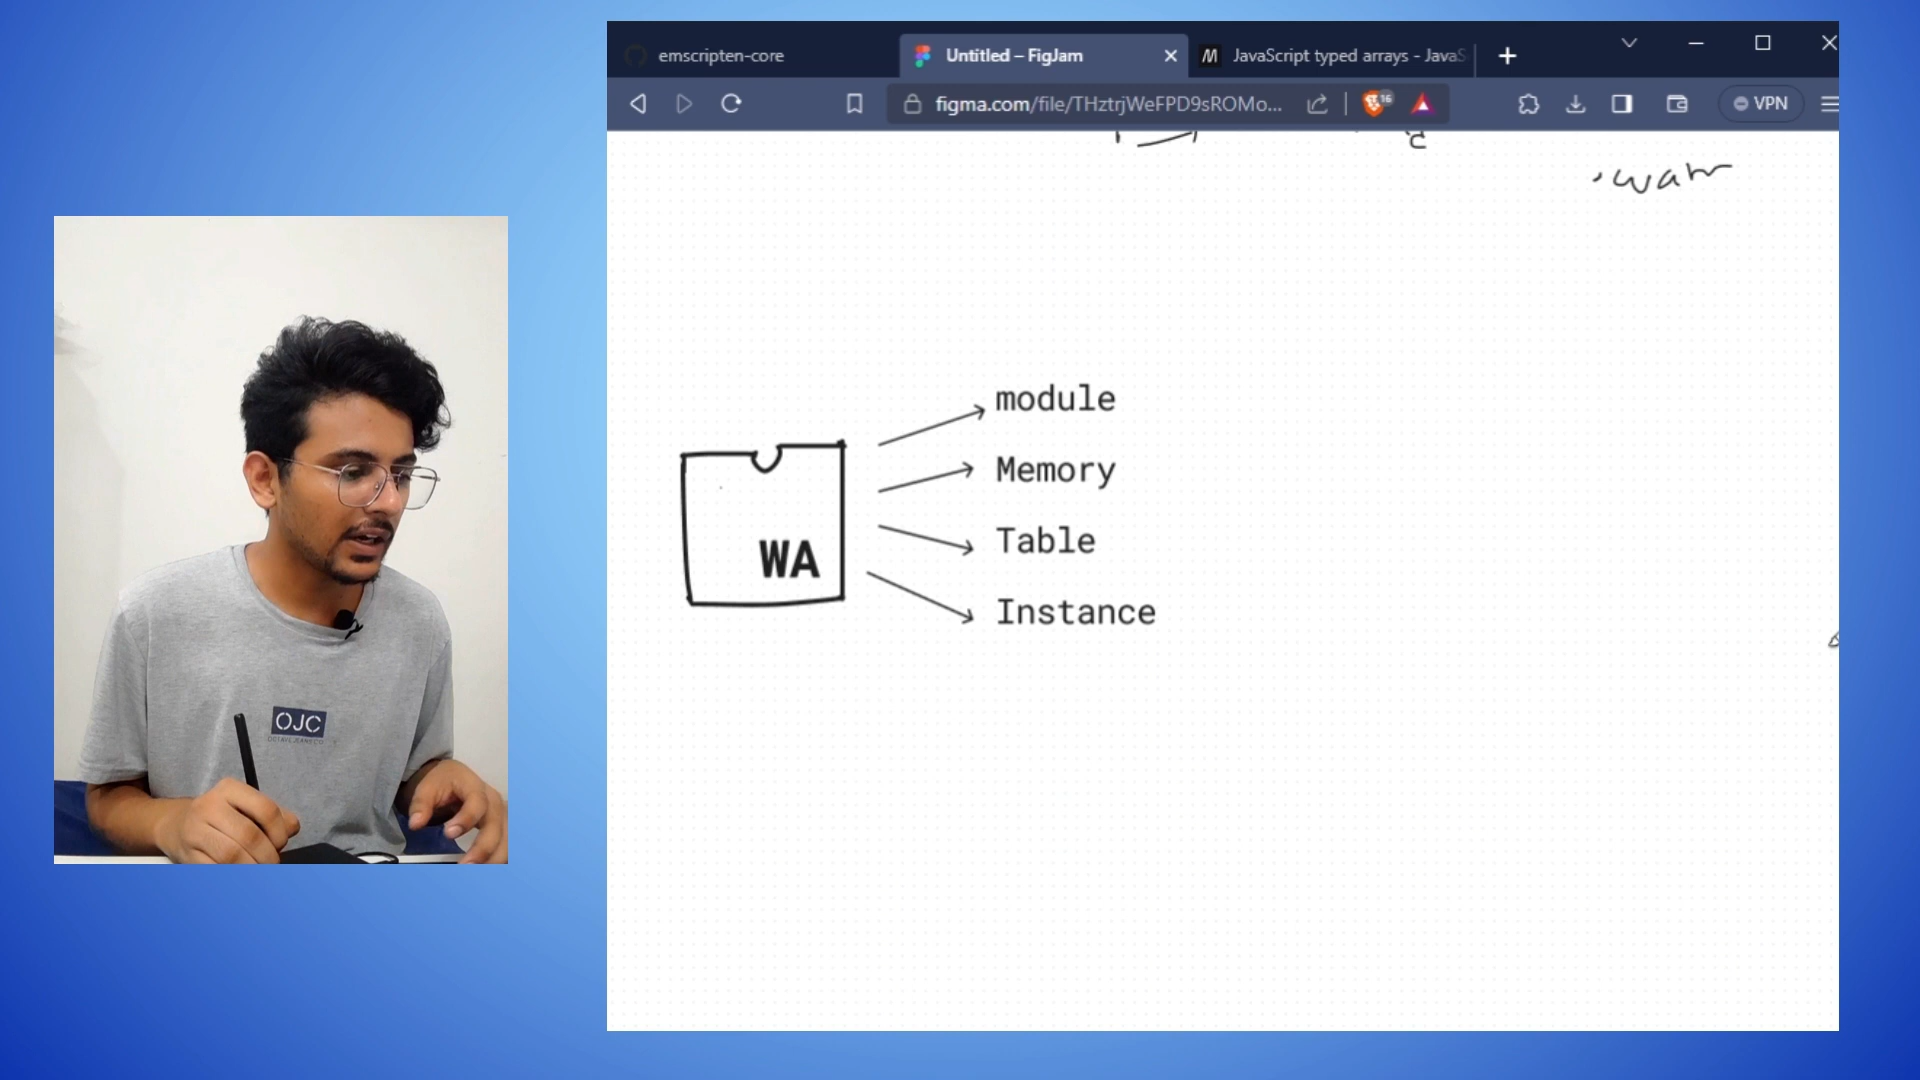 emscripten-core
Untitled – FigJam
JavaScript typed arrays - JavaS
figma.com/file/THztrjWeFPD9sROMo...
16
VPN
module
Memory
Table
Instance
WA
OJC